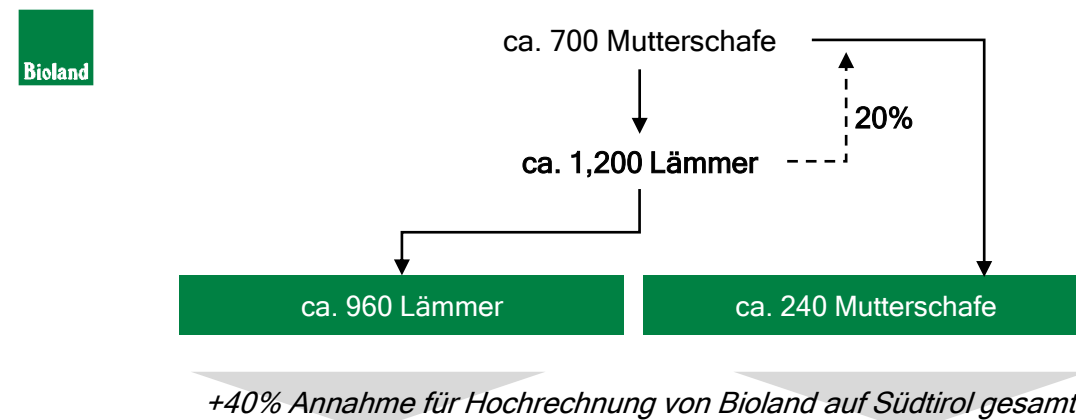 Bioland
ca. 700 Mutterschafe
20%
ca. 1,200 Lämmer
ca. 960 Lämmer
ca. 240 Mutterschafe
+40% Annahme für Hochrechnung von Bioland auf Südtirol gesamt